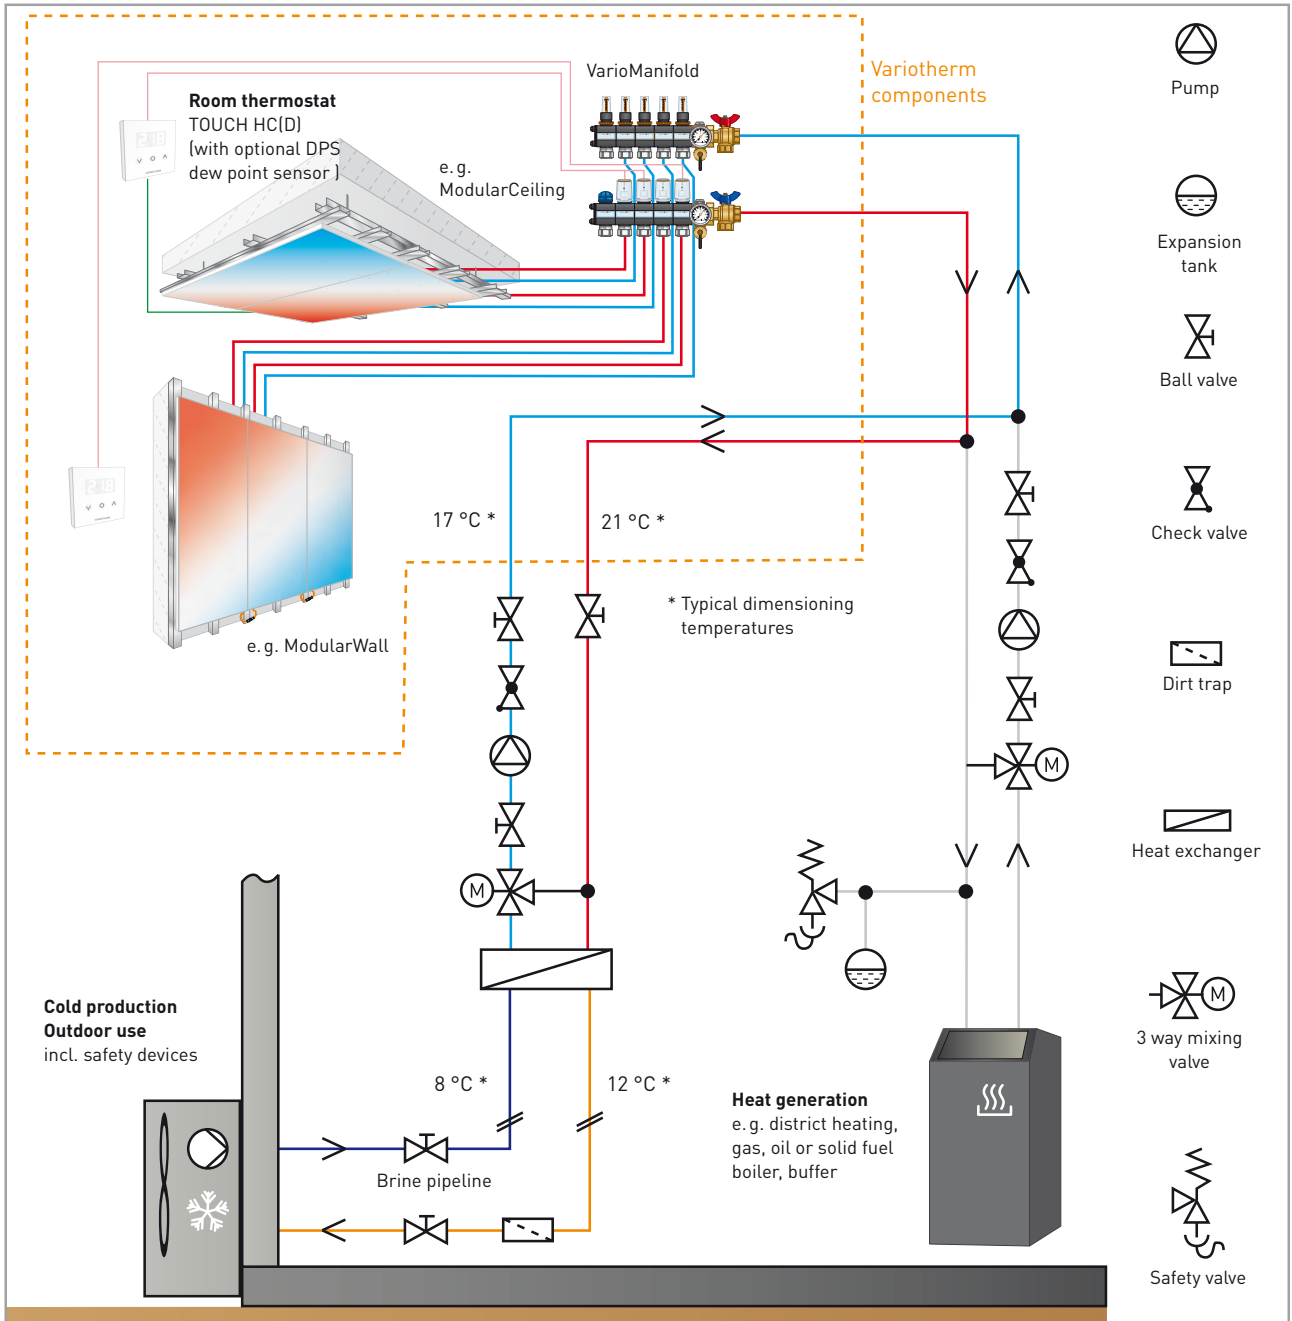 VarioManifold
Variotherm
components
Room thermostat
TOUCH HC(D)
(with optional DPS
dew point sensor )
e. g.
ModularCeiling
218
218
17 °C *
21 °C *
* Typical dimensioning
temperatures
e. g. ModularWall
M
M
Cold production
Outdoor use
incl. safety devices
8 °C *
12 °C *
Brine pipeline
Heat generation
e. g. district heating,
gas, oil or solid fuel
boiler, buffer
Pump
Expansion
tank
Ball valve
Check valve
Dirt trap
Heat exchanger
M
3 way mixing
valve
Safety valve